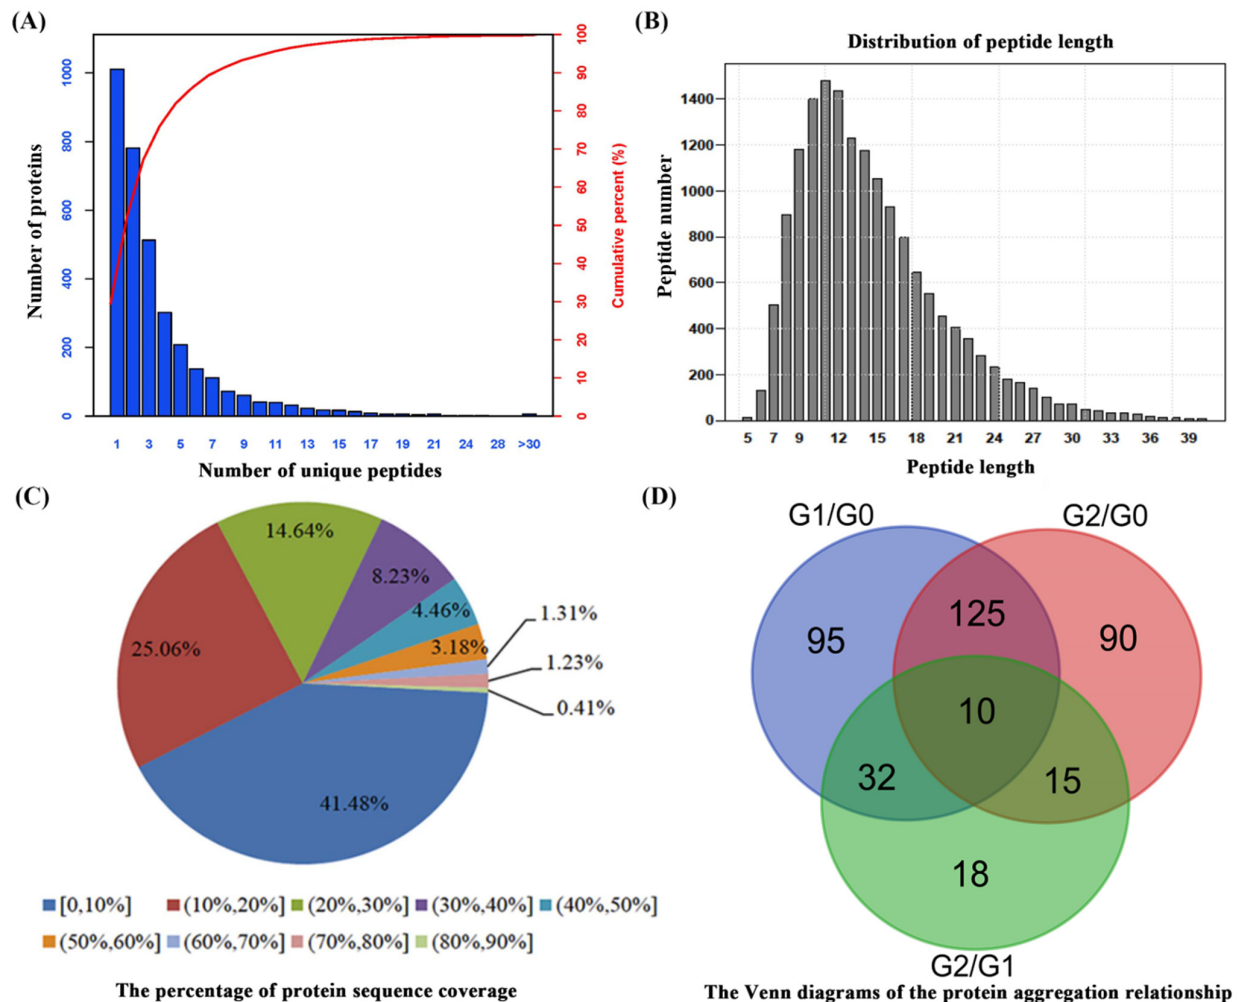 (A)
100
90
80
70
60
50
40
30
20
10
0
Cumulative percent (%)
1000
800
600
400
200
0
Number of proteins
1 3 5 7 9 11 13 15 17 19 21 24 28 >30
Number of unique peptides
(B)
Distribution of peptide length
1400
1200
1000
800
600
400
200
0
Peptide number
5 7 9 12 15 18 21 24 27 30 33 36 39
Peptide length
(C)
14.64%
8.23%
4.46%
3.18%
1.31%
1.23%
0.41%
25.06%
41.48%
[0,10%] (10%,20%] (20%,30%] (30%,40%] (40%,50%]
(50%,60%] (60%,70%] (70%,80%] (80%,90%]
The percentage of protein sequence coverage
(D)
G1/G0 G2/G0
95 125 90
10
32 15
18
G2/G1
The Venn diagrams of the protein aggregation relationship